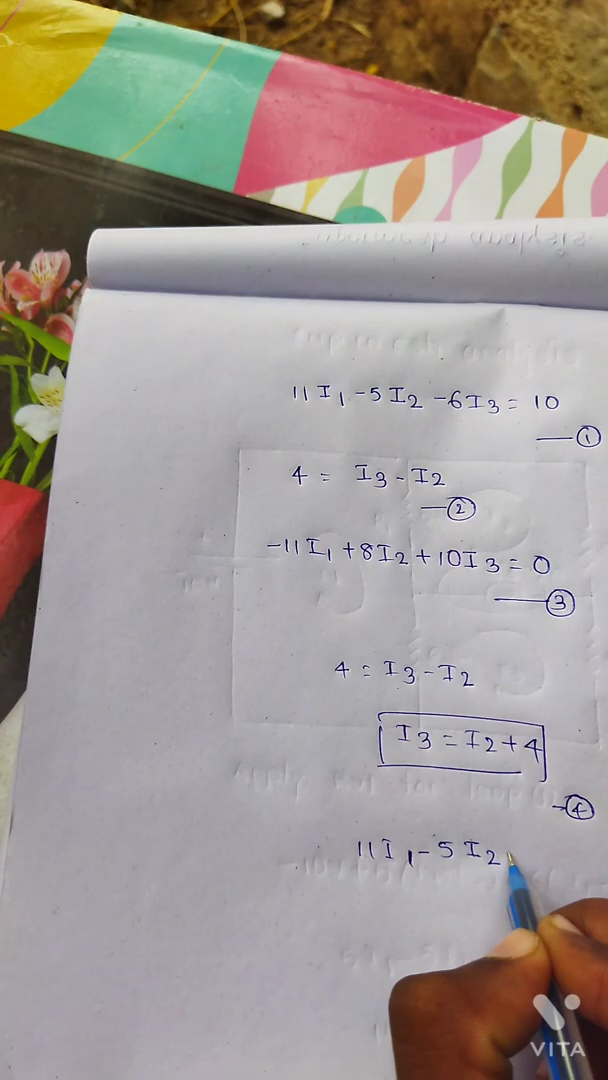 11I₁ - 5I₂ - 6I₃ = 10
①
4 = I₃ - I₂
②
-11I₁ + 8I₂ + 10I₃ = 0
③
4 = I₃ - I₂
I₃ = I₂ + 4
④
11I₁ - 5I₂
VITA